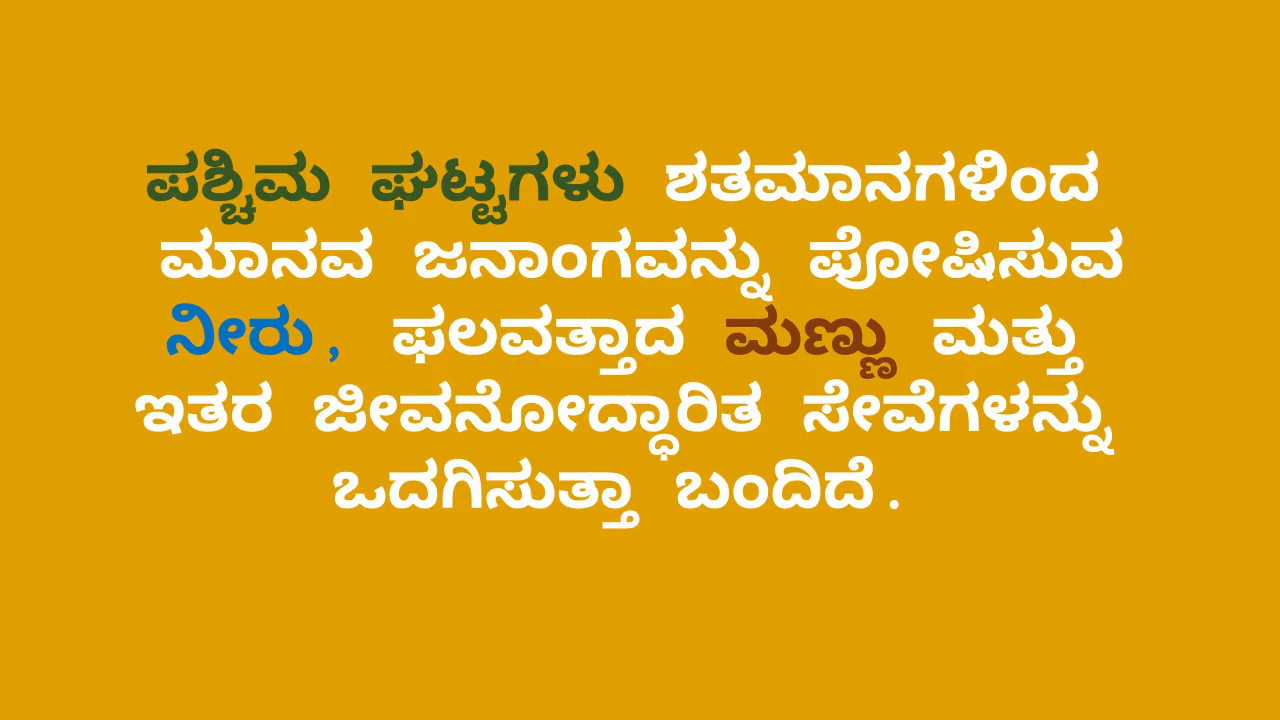 ಪಶ್ಚಿಮ ಘಟ್ಟಗಳು ಶತಮಾನಗಳಿಂದ
ಮಾನವ ಜನಾಂಗವನ್ನು ಪೋಷಿಸುವ
ನೀರು, ಫಲವತ್ತಾದ ಮಣ್ಣು ಮತ್ತು
ಇತರ ಜೀವನೋದ್ಧಾರಿತ ಸೇವೆಗಳನ್ನು
ಒದಗಿಸುತ್ತಾ ಬಂದಿದೆ.